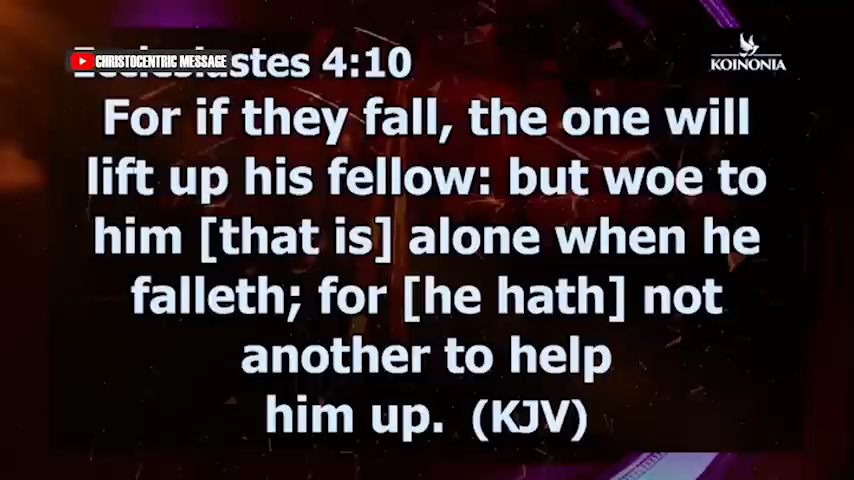 CHRISTOCENTRIC MESSAGE
KOINONIA
Ecclesiastes 4:10
For if they fall, the one will
lift up his fellow: but woe to
him [that is] alone when he
falleth; for [he hath] not
another to help
him up. (KJV)